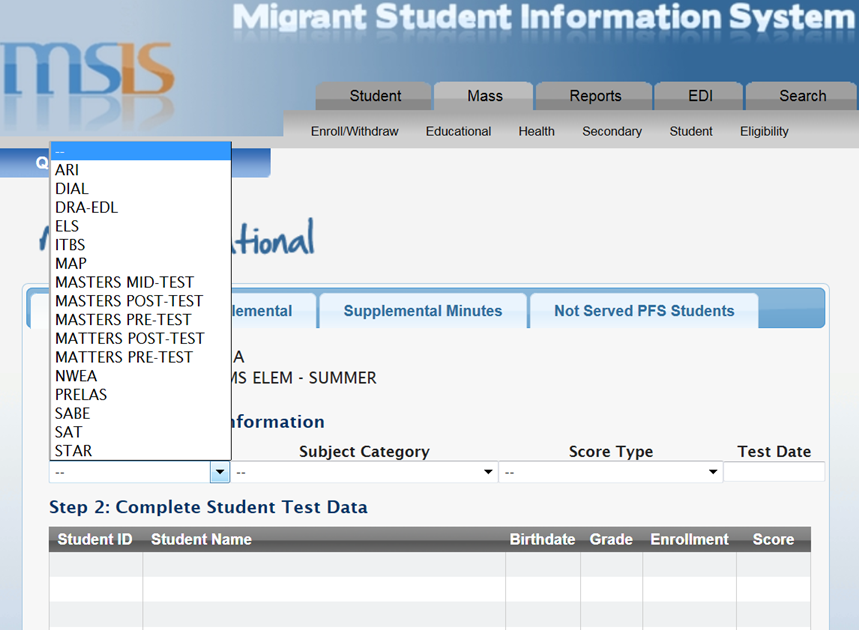 Migrant Student Information System
msis
Student Mass Reports EDI Search
Enroll/Withdraw Educational Health Secondary Student Eligibility
Q
--
ARI
DIAL
DRA-EDL
ELS
ITBS
MAP
MASTERS MID-TEST
MASTERS POST-TEST
MASTERS PRE-TEST
MATTERS POST-TEST
MATTERS PRE-TEST
NWEA
PRELAS
SABE
SAT
STAR
tional
lemental Supplemental Minutes Not Served PFS Students
A
MS ELEM - SUMMER
nformation
Subject Category Score Type Test Date
-- -- --
Step 2: Complete Student Test Data
Student ID Student Name Birthdate Grade Enrollment Score